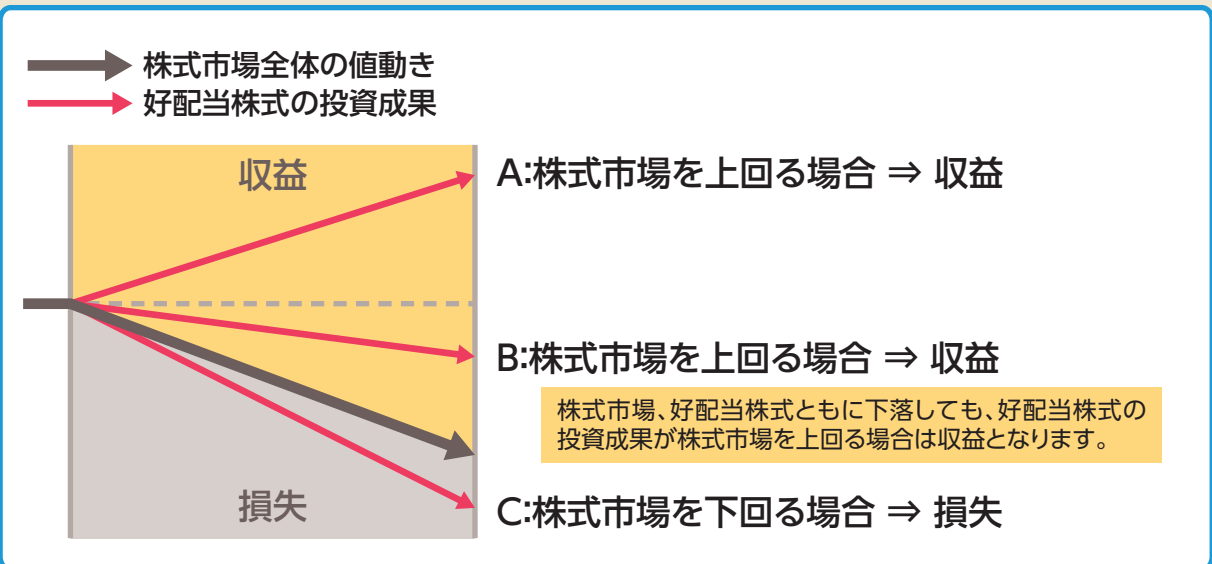 株式市場全体の値動き
好配当株式の投資成果
収益
A:株式市場を上回る場合 ⇒ 収益
B:株式市場を上回る場合 ⇒ 収益
株式市場、好配当株式ともに下落しても、好配当株式の
投資成果が株式市場を上回る場合は収益となります。
損失
C:株式市場を下回る場合 ⇒ 損失